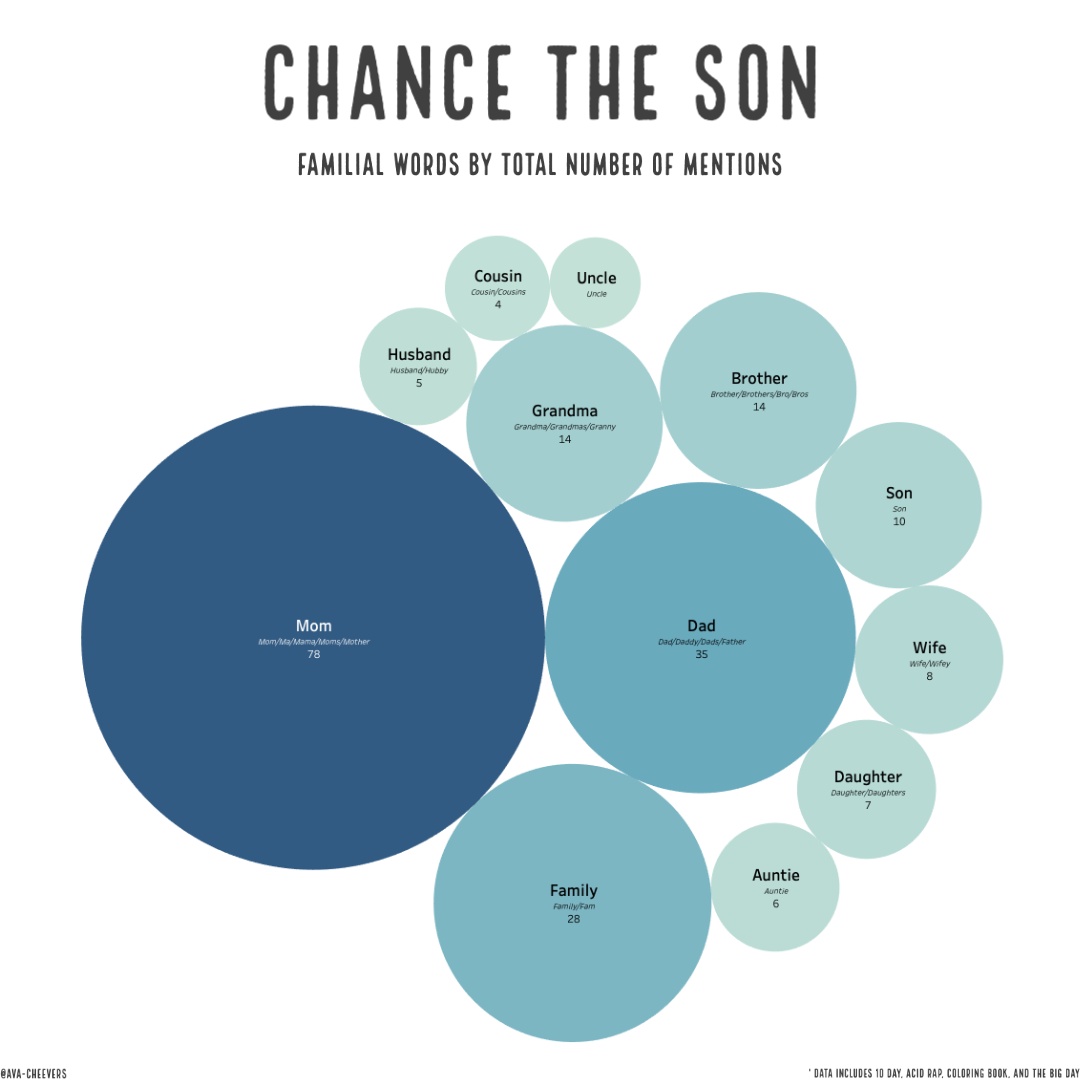 CHANCE THE SON
FAMILIAL WORDS BY TOTAL NUMBER OF MENTIONS
Cousin
Cousin/Cousins
4
Uncle
Uncle
Husband
Husband/Hubby
5
Brother
Brother/Brothers/Bro/Bros
14
Grandma
Grandma/Grandmas/Granny
14
Son
Son
10
Mom
Mom/Ma/Mama/Moms/Mother
78
Dad
Dad/Daddy/Dads/Father
35
Wife
Wife/Wifey
8
Daughter
Daughter/Daughters
7
Auntie
Auntie
6
Family
Family/Fam
28
@AVA-CHEEVERS
* DATA INCLUDES 10 DAY, ACID RAP, COLORING BOOK, AND THE BIG DAY